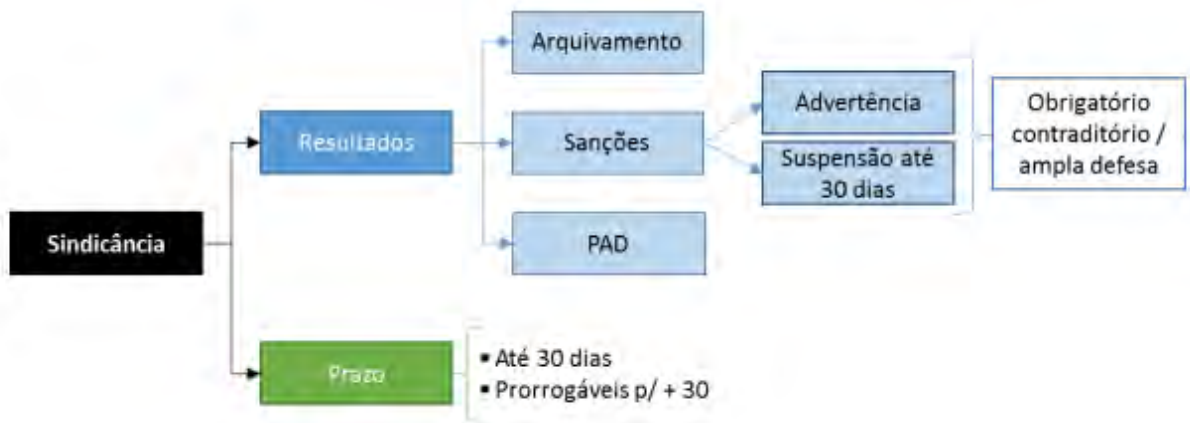 Sindicância
Resultados
Arquivamento
Sanções
PAD
Advertência
Suspensão até
30 dias
Obrigatório
contraditório /
ampla defesa
Prazo
▪ Até 30 dias
▪ Prorrogáveis p/ + 30